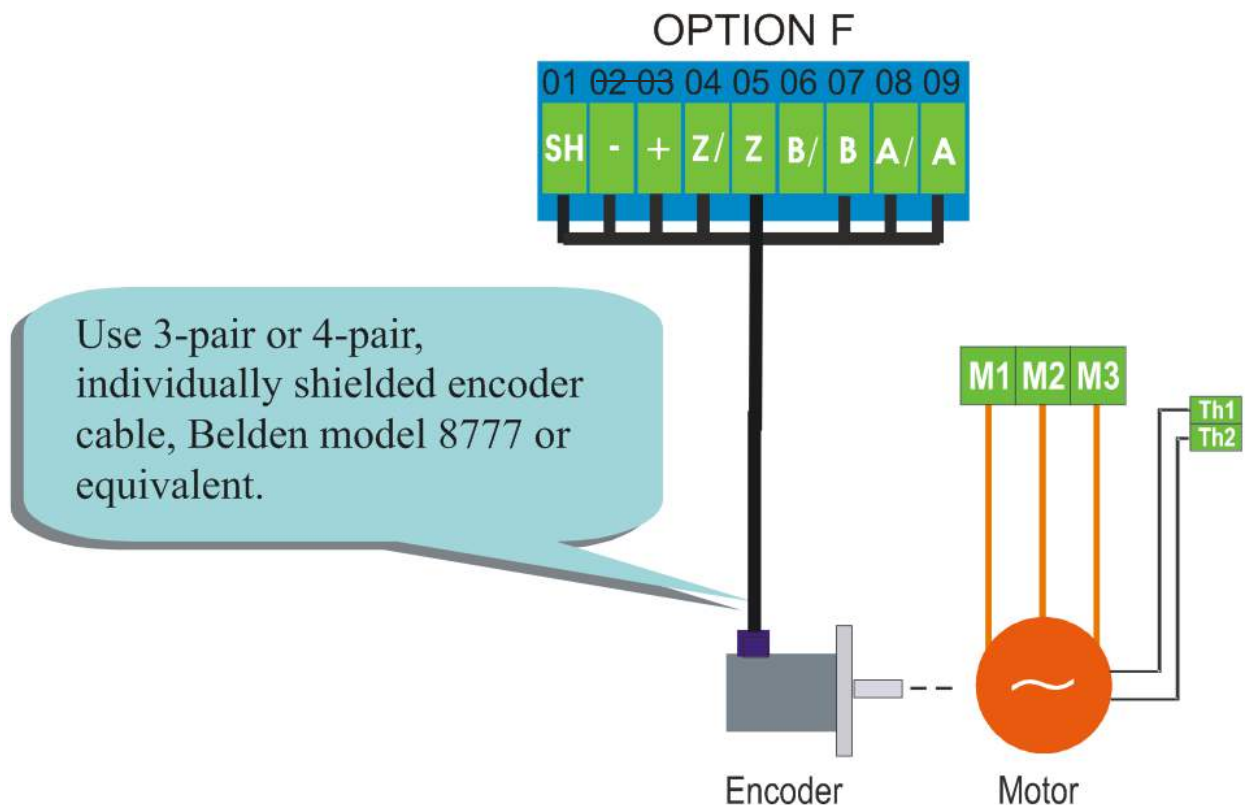 OPTION F
01 02 03 04 05 06 07 08 09
SH - + Z/ Z B/ B A/ A
Use 3-pair or 4-pair,
individually shielded encoder
cable, Belden model 8777 or
equivalent.
M1 M2 M3
Th1
Th2
~
Encoder
Motor